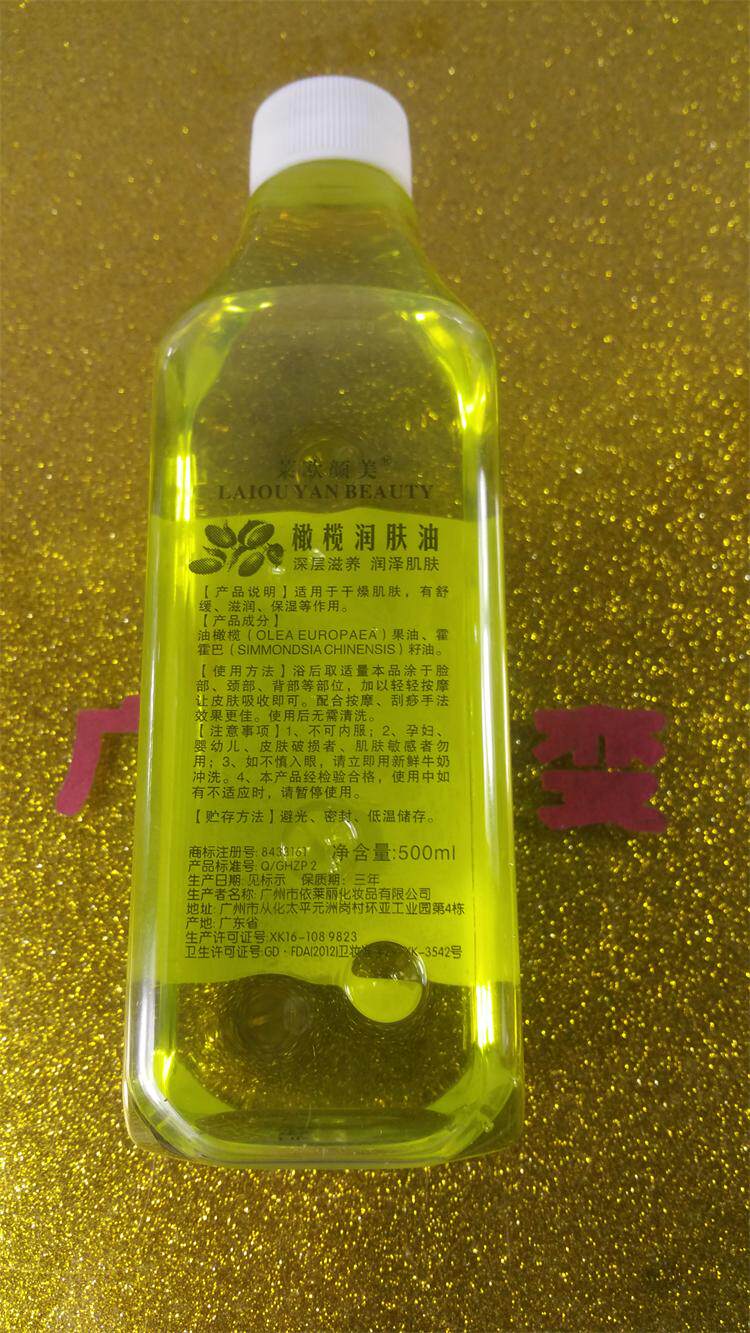 莱欧颜美®
LAIOU YAN BEAUTY
橄榄润肤油
深层滋养 润泽肌肤
【产品说明】适用于干燥肌肤，有舒
缓、滋润、保湿等作用。
【产品成分】
油橄榄（OLEA EUROPAEA）果油、霍
霍巴（SIMMONDSIA CHINENSIS）籽油。
【使用方法】浴后取适量本品涂于脸
部、颈部、背部等部位，加以轻轻按摩
让皮肤吸收即可。配合按摩、刮痧手法
效果更佳。使用后无需清洗。
【注意事项】1、不可内服；2、孕妇、
婴幼儿、皮肤破损者、肌肤敏感者勿
用；3、如不慎入眼，请立即用新鲜牛奶
冲洗。4、本产品经检验合格，使用中如
有不适应时，请暂停使用。
【贮存方法】避光、密封、低温储存。
商标注册号: 净含量:500ml
产品标准号: Q/GHZP 2
生产日期: 见标示 保质期: 三年
生产者名称: 广州市依莱丽化妆品有限公司
地址: 广州市从化太平元洲岗村环亚工业园第4栋
产地: 广东省
生产许可证号:XK16-108 9823
卫生许可证号:GD·FDA(2012)卫妆 -XK-3542号